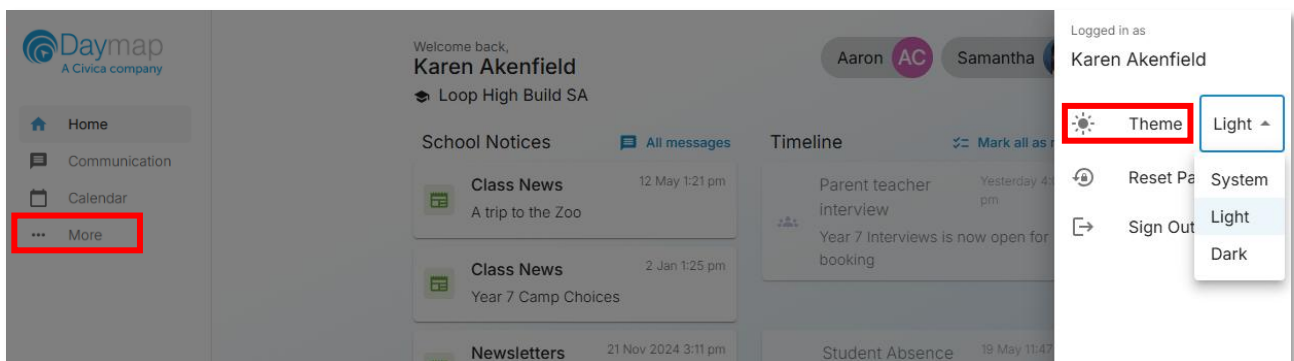 Daymap
A Civica company
Home
Communication
Calendar
More
Welcome back,
Karen Akenfield
Loop High Build SA
Aaron AC
Samantha
School Notices
All messages
Class News
12 May 1:21 pm
A trip to the Zoo
Class News
2 Jan 1:25 pm
Year 7 Camp Choices
Newsletters
21 Nov 2024 3:11 pm
Timeline
Mark all as
Parent teacher
interview
Yesterday 4:
pm
Year 7 Interviews is now open for
booking
Student Absence
19 May 11:47
Logged in as
Karen Akenfield
Theme
Light
Reset Pa
Sign Out
System
Light
Dark